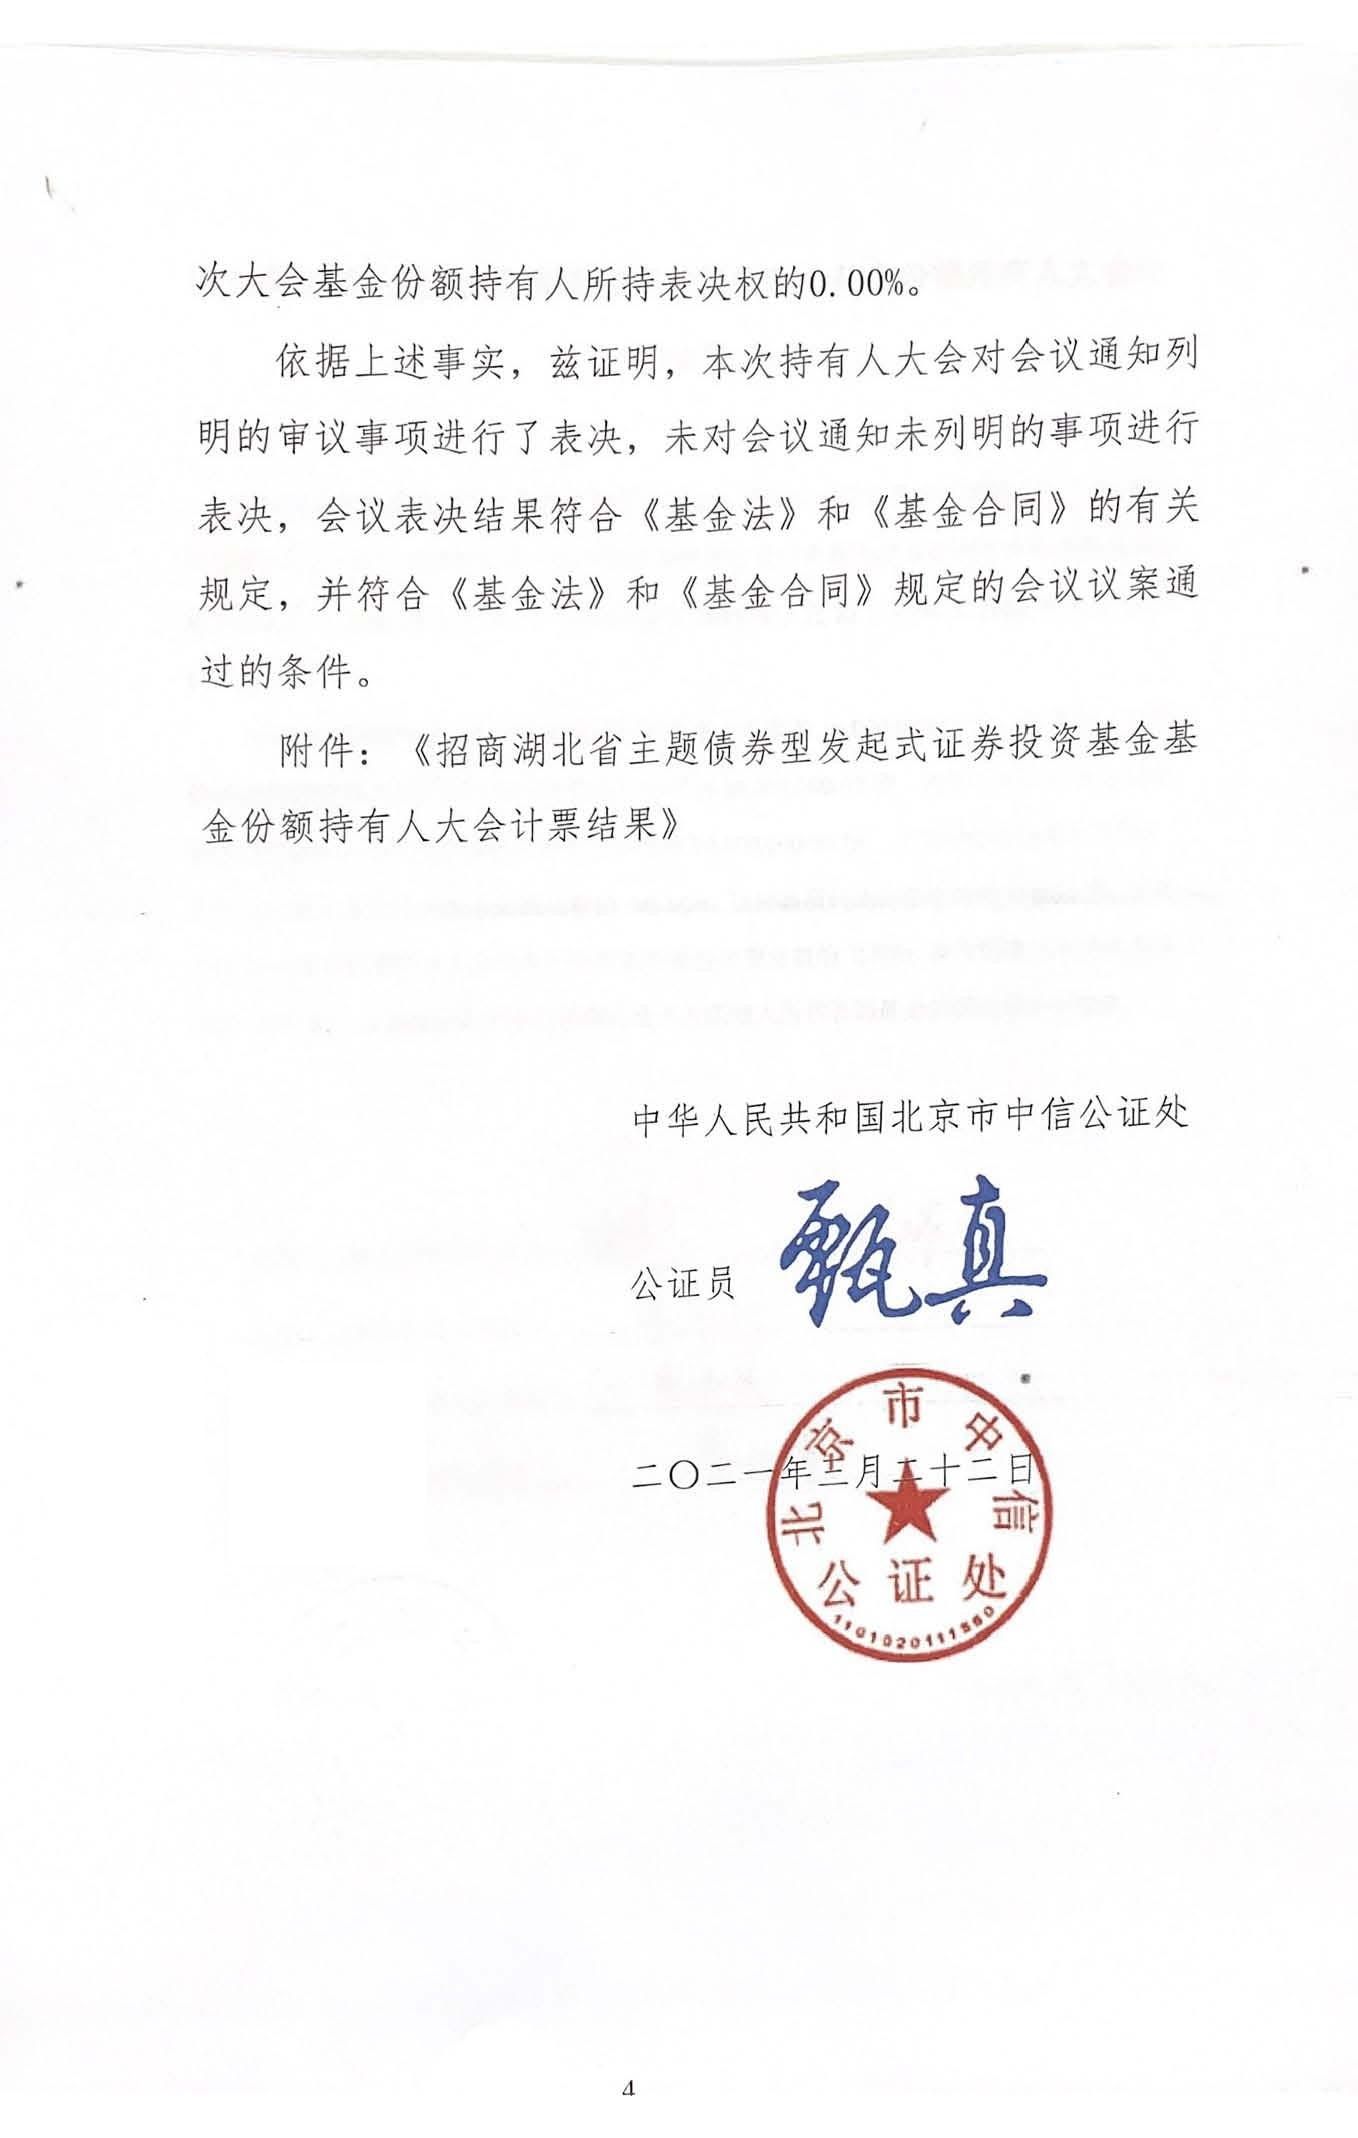 次大会基金份额持有人所持表决权的0.00%。
依据上述事实，兹证明，本次持有人大会对会议通知列
明的审议事项进行了表决，未对会议通知未列明的事项进行
表决，会议表决结果符合《基金法》和《基金合同》的有关
规定，并符合《基金法》和《基金合同》规定的会议议案通
过的条件。
附件：《招商湖北省主题债券型发起式证券投资基金基
金份额持有人大会计票结果》
中华人民共和国北京市中信公证处
公证员 甄真
二〇二一年三月二十二日
北京市中信
公证处
4